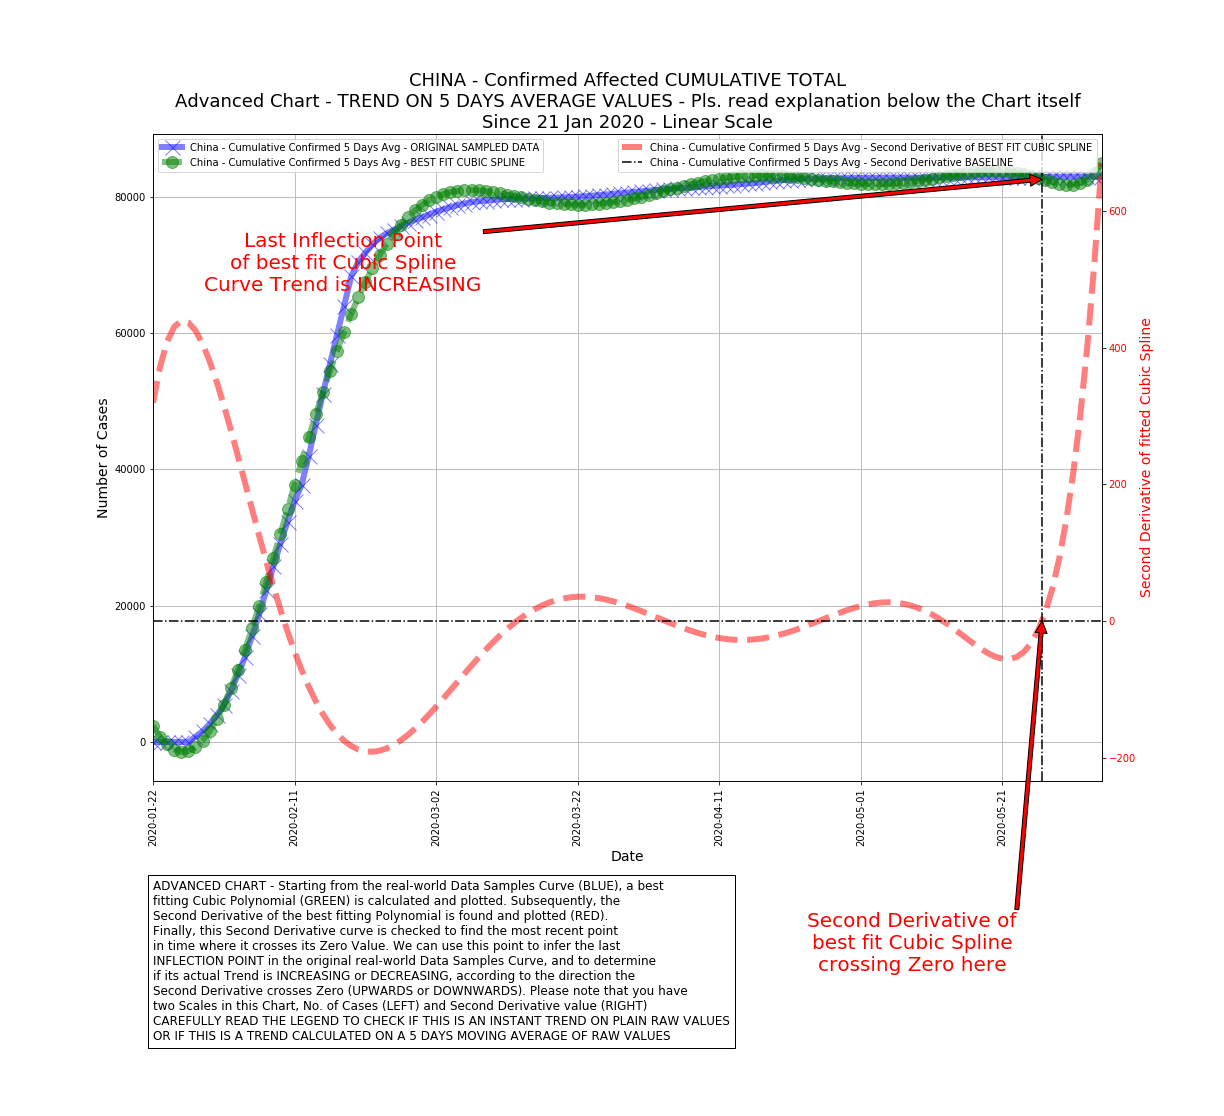 CHINA - Confirmed Affected CUMULATIVE TOTAL
Advanced Chart - TREND ON 5 DAYS AVERAGE VALUES - Pls. read explanation below the Chart itself
Since 21 Jan 2020 - Linear Scale
China - Cumulative Confirmed 5 Days Avg - ORIGINAL SAMPLED DATA
China - Cumulative Confirmed 5 Days Avg - BEST FIT CUBIC SPLINE
China - Cumulative Confirmed 5 Days Avg - Second Derivative of BEST FIT CUBIC SPLINE
China - Cumulative Confirmed 5 Days Avg - Second Derivative BASELINE
Last Inflection Point
of best fit Cubic Spline
Curve Trend is INCREASING
Number of Cases
80000
60000
40000
20000
0
Second Derivative of fitted Cubic Spline
600
400
200
0
−200
2020-01-22
2020-02-11
2020-03-02
2020-03-22
2020-04-11
2020-05-01
2020-05-21
Date
ADVANCED CHART - Starting from the real-world Data Samples Curve (BLUE), a best
fitting Cubic Polynomial (GREEN) is calculated and plotted. Subsequently, the
Second Derivative of the best fitting Polynomial is found and plotted (RED).
Finally, this Second Derivative curve is checked to find the most recent point
in time where it crosses its Zero Value. We can use this point to infer the last
INFLECTION POINT in the original real-world Data Samples Curve, and to determine
if its actual Trend is INCREASING or DECREASING, according to the direction the
Second Derivative crosses Zero (UPWARDS or DOWNWARDS). Please note that you have
two Scales in this Chart, No. of Cases (LEFT) and Second Derivative value (RIGHT)
CAREFULLY READ THE LEGEND TO CHECK IF THIS IS AN INSTANT TREND ON PLAIN RAW VALUES
OR IF THIS IS A TREND CALCULATED ON A 5 DAYS MOVING AVERAGE OF RAW VALUES
Second Derivative of
best fit Cubic Spline
crossing Zero here